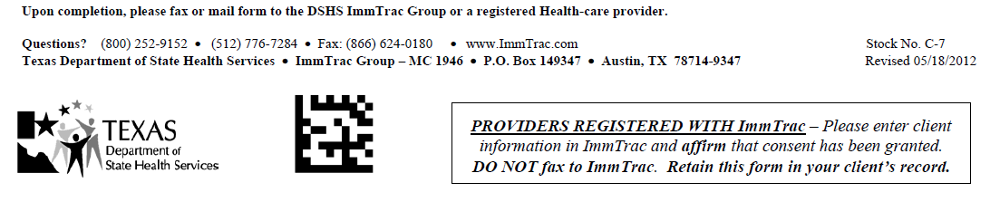 Upon completion, please fax or mail form to the DSHS ImmTrac Group or a registered Health-care provider.
Questions? (800) 252-9152 • (512) 776-7284 • Fax: (866) 624-0180 • www.ImmTrac.com Stock No. C-7
Texas Department of State Health Services • ImmTrac Group – MC 1946 • P.O. Box 149347 • Austin, TX 78714-9347 Revised 05/18/2012
TEXAS
Department of
State Health Services
PROVIDERS REGISTERED WITH ImmTrac – Please enter client
information in ImmTrac and affirm that consent has been granted.
DO NOT fax to ImmTrac. Retain this form in your client's record.